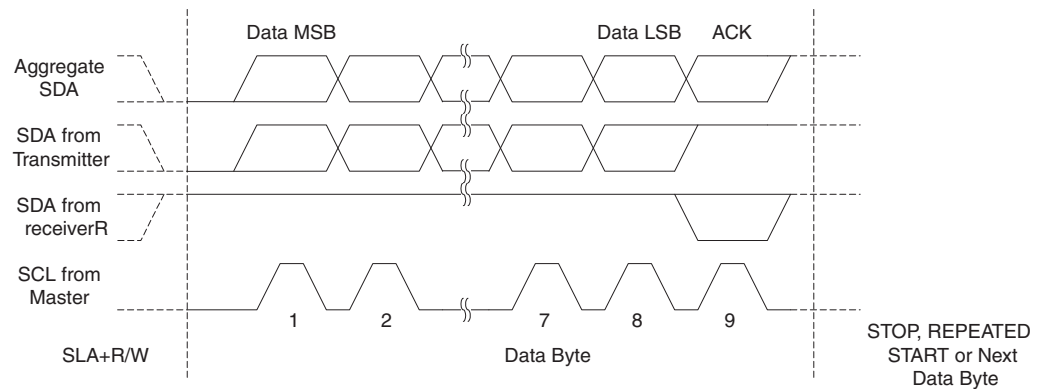 Data MSB
Data LSB
ACK
Aggregate
SDA
SDA from
Transmitter
SDA from
receiverR
SCL from
Master
1
2
7
8
9
SLA+R/W
Data Byte
STOP, REPEATED
START or Next
Data Byte